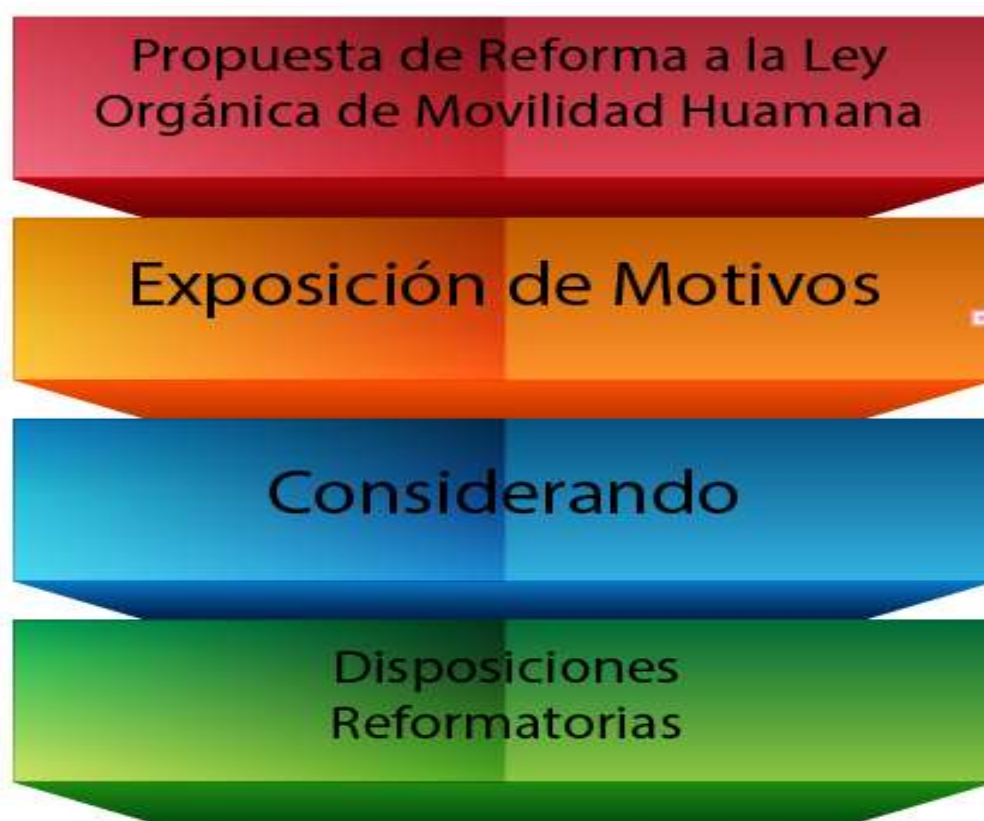 Propuesta de Reforma a la Ley
Orgánica de Movilidad Huamana
Exposición de Motivos
Considerando
Disposiciones
Reformatorias